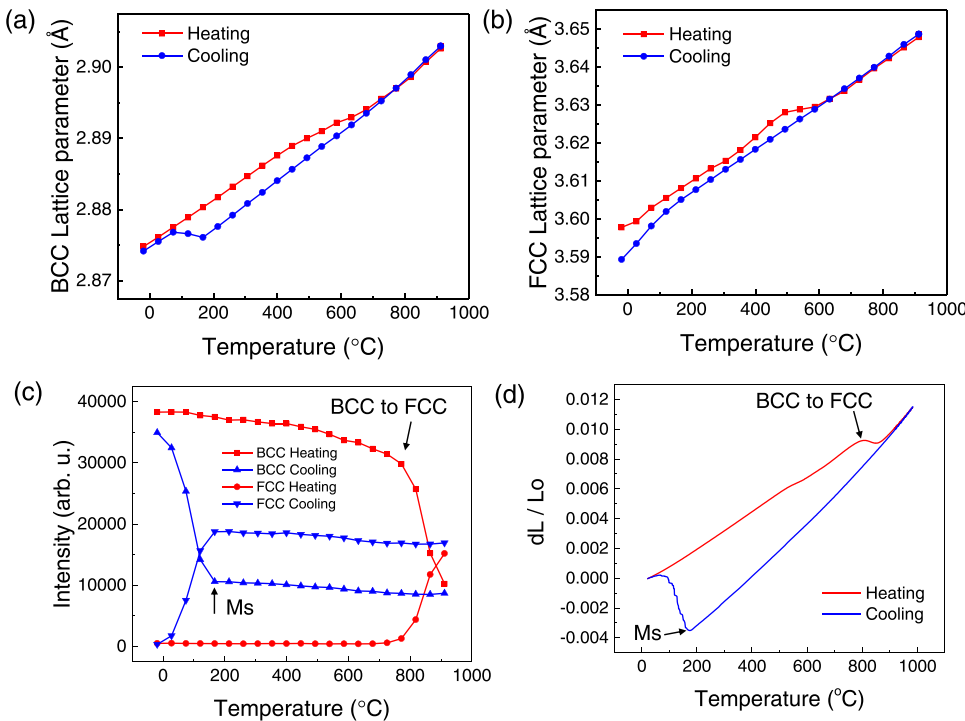 (a)
BCC Lattice parameter (Å)
2.90
2.89
2.88
2.87
Heating
Cooling
0 200 400 600 800 1000
Temperature (°C)
(b)
FCC Lattice parameter (Å)
3.65
3.64
3.63
3.62
3.61
3.60
3.59
3.58
Heating
Cooling
0 200 400 600 800 1000
Temperature (°C)
(c)
Intensity (arb. u.)
40000
30000
20000
10000
0
BCC to FCC
BCC Heating
BCC Cooling
FCC Heating
FCC Cooling
Ms
0 200 400 600 800 1000
Temperature (°C)
(d)
dL / Lo
0.012
0.010
0.008
0.006
0.004
0.002
0.000
-0.002
-0.004
BCC to FCC
Ms
Heating
Cooling
0 200 400 600 800 1000
Temperature (°C)